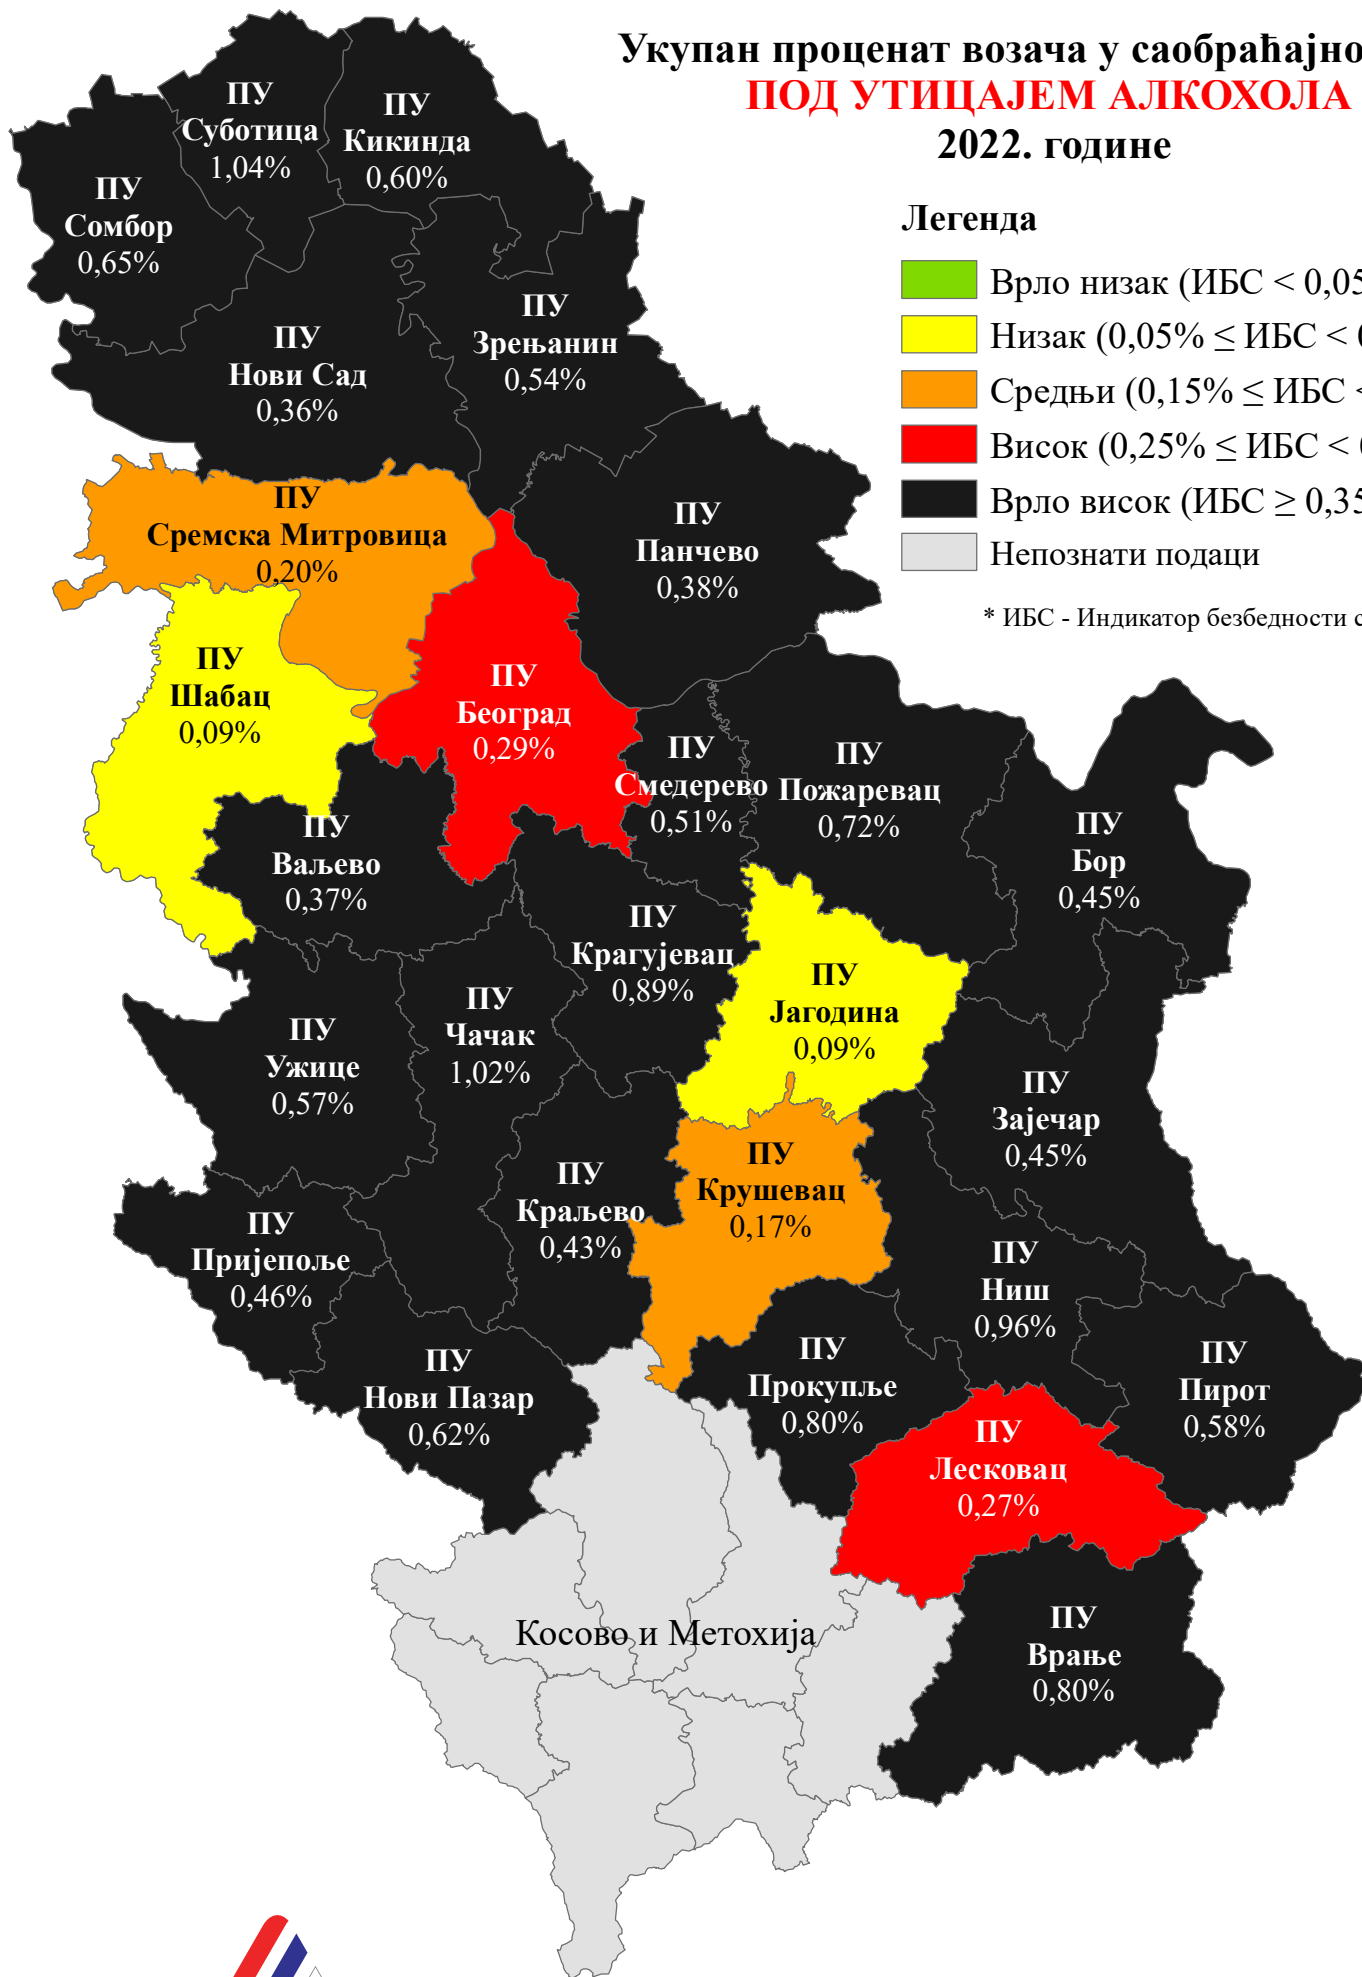 Укупан проценат возача у саобраћајно
ПОД УТИЦАЈЕМ АЛКОХОЛА
2022. године
Легенда
Врло низак (ИБС < 0,05
Низак (0,05% ≤ ИБС < 0
Средњи (0,15% ≤ ИБС <
Висок (0,25% ≤ ИБС < 0
Врло висок (ИБС ≥ 0,35
Непознати подаци
* ИБС - Индикатор безбедности с
ПУ
Суботица
1,04%
ПУ
Кикинда
0,60%
ПУ
Сомбор
0,65%
ПУ
Зрењанин
0,54%
ПУ
Нови Сад
0,36%
ПУ
Сремска Митровица
0,20%
ПУ
Панчево
0,38%
ПУ
Шабац
0,09%
ПУ
Београд
0,29%
ПУ
Смедерево
0,51%
ПУ
Пожаревац
0,72%
ПУ
Бор
0,45%
ПУ
Ваљево
0,37%
ПУ
Крагујевац
0,89%
ПУ
Јагодина
0,09%
ПУ
Чачак
1,02%
ПУ
Ужице
0,57%
ПУ
Зајечар
0,45%
ПУ
Крушевац
0,17%
ПУ
Краљево
0,43%
ПУ
Пријепоље
0,46%
ПУ
Ниш
0,96%
ПУ
Прокупље
0,80%
ПУ
Пирот
0,58%
ПУ
Нови Пазар
0,62%
ПУ
Лесковац
0,27%
Косово и Метохија
ПУ
Врање
0,80%